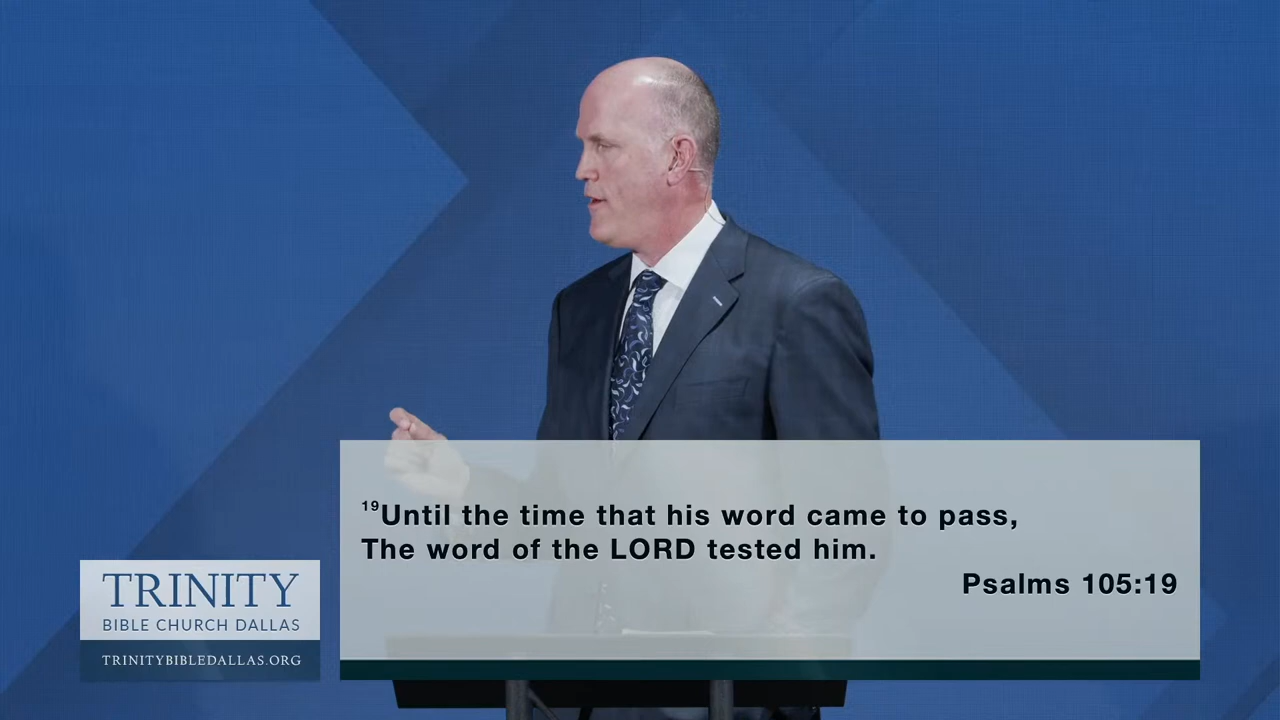 ¹⁹Until the time that his word came to pass,
The word of the LORD tested him.
Psalms 105:19
TRINITY
BIBLE CHURCH DALLAS
TRINITYBIBLEDALLAS.ORG